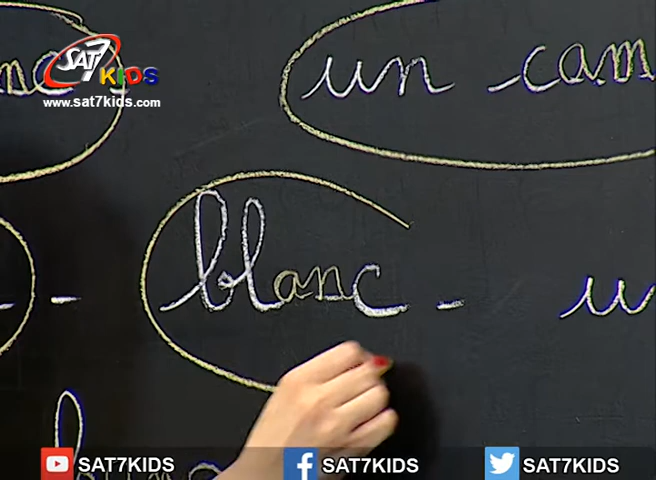 SAT7 KIDS
www.sat7kids.com
un cam
blanc -
SAT7KIDS SAT7KIDS SAT7KIDS